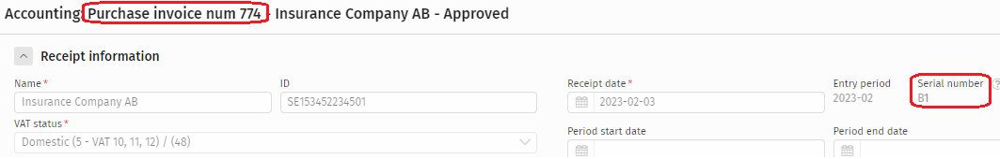 Accounting: Purchase invoice num 774 - Insurance Company AB - Approved
Receipt information
Name * ID Receipt date * Entry period Serial number ?
Insurance Company AB SE153452234501 2023-02-03 2023-02 B1
VAT status * Period start date Period end date
Domestic (5 - VAT 10, 11, 12) / (48)